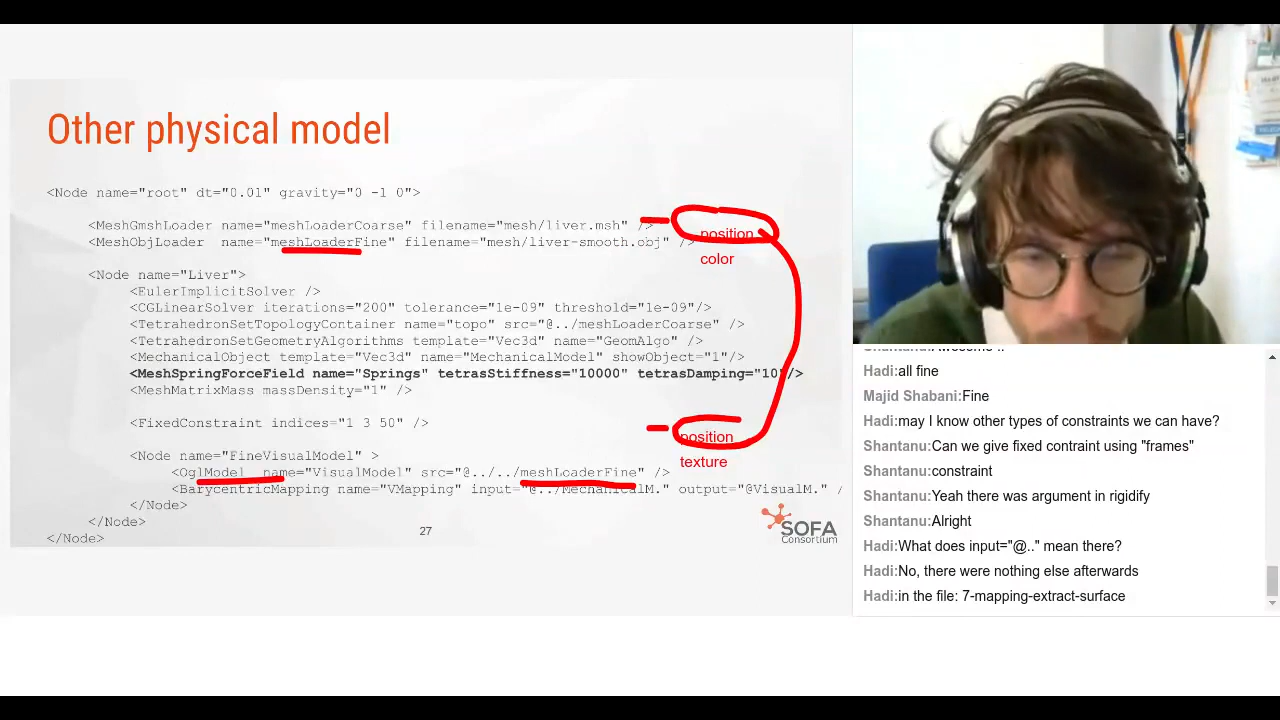 Other physical model
<Node name="root" dt="0.01" gravity="0 -1 0">
<MeshGmshLoader name="meshLoaderCoarse" filename="mesh/liver.msh" />
<MeshObjLoader name="meshLoaderFine" filename="mesh/liver-smooth.obj" />
position
color
<Node name="Liver">
<EulerImplicitSolver />
<CGLinearSolver iterations="200" tolerance="1e-09" threshold="1e-09"/>
<TetrahedronSetTopologyContainer name="topo" src="@../meshLoaderCoarse" />
<TetrahedronSetGeometryAlgorithms template="Vec3d" name="GeomAlgo" />
<MechanicalObject template="Vec3d" name="MechanicalModel" showObject="1"/>
<MeshSpringForceField name="Springs" tetrasStiffness="10000" tetrasDamping="10"/>
<MeshMatrixMass massDensity="1" />
<FixedConstraint indices="1 3 50" />
position
texture
<Node name="FineVisualModel" >
<OglModel name="VisualModel" src="@../../meshLoaderFine" />
<BarycentricMapping name="VMapping" input="@../MechanicalM." output="@VisualM." /
</Node>
</Node>
</Node>
27
SOFA
Consortium
Shantanu:Awesome !!
Hadi:all fine
Majid Shabani:Fine
Hadi:may I know other types of constraints we can have?
Shantanu:Can we give fixed contraint using "frames"
Shantanu:constraint
Shantanu:Yeah there was argument in rigidify
Shantanu:Alright
Hadi:What does input="@.." mean there?
Hadi:No, there were nothing else afterwards
Hadi:in the file: 7-mapping-extract-surface